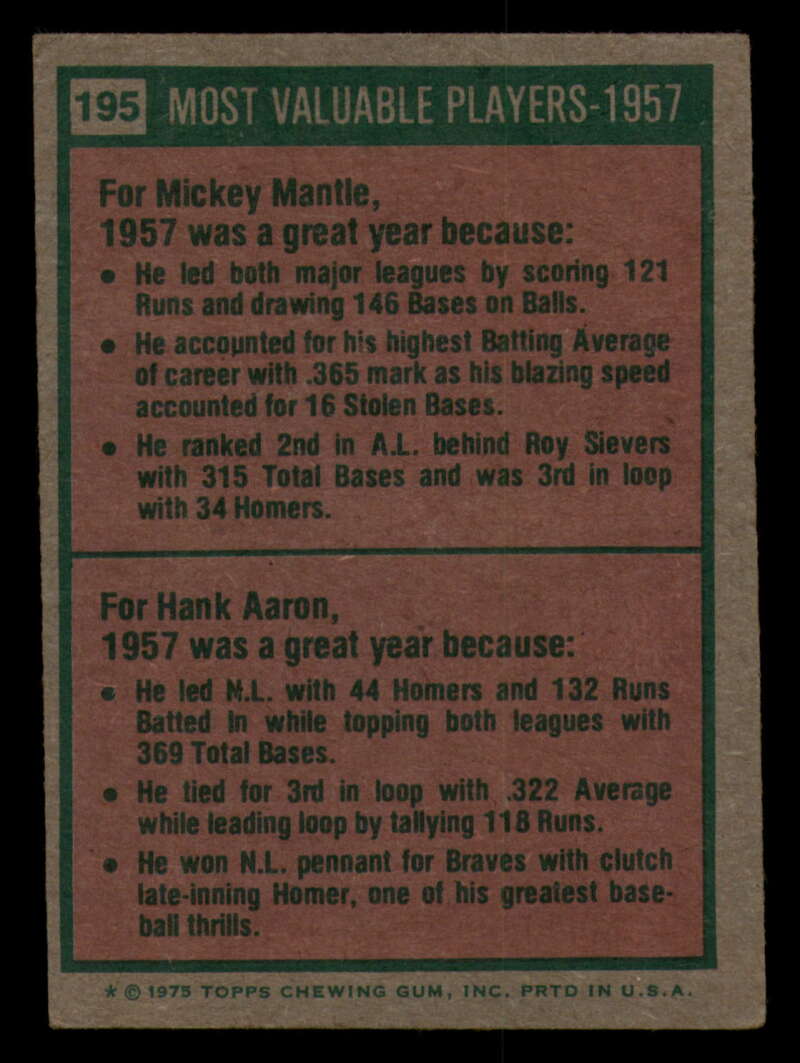 195 MOST VALUABLE PLAYERS-1957
For Mickey Mantle,
1957 was a great year because:
• He led both major leagues by scoring 121
Runs and drawing 146 Bases on Balls.
• He accounted for his highest Batting Average
of career with .365 mark as his blazing speed
accounted for 16 Stolen Bases.
• He ranked 2nd in A.L. behind Roy Sievers
with 315 Total Bases and was 3rd in loop
with 34 Homers.
For Hank Aaron,
1957 was a great year because:
• He led N.L. with 44 Homers and 132 Runs
Batted In while topping both leagues with
369 Total Bases.
• He tied for 3rd in loop with .322 Average
while leading loop by tallying 118 Runs.
• He won N.L. pennant for Braves with clutch
late-inning Homer, one of his greatest base-
ball thrills.
* © 1975 TOPPS CHEWING GUM, INC. PRTD IN U.S.A.